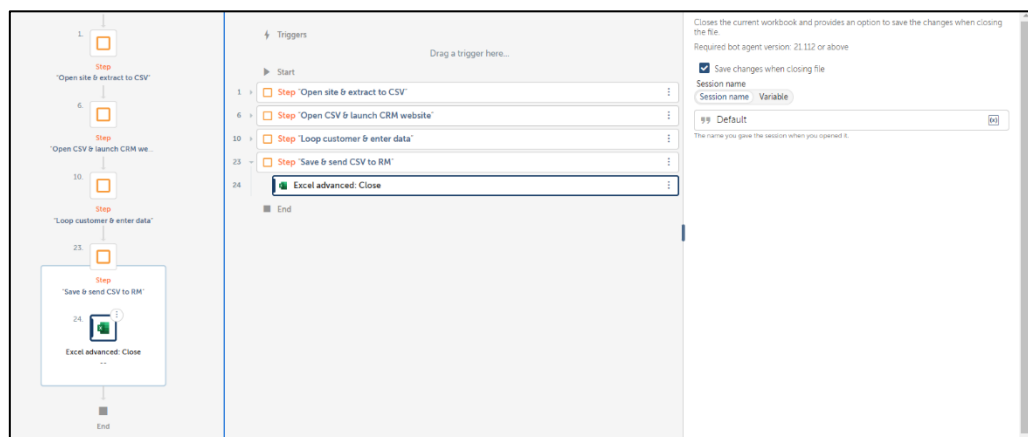 1.
Step
"Open site & extract to CSV"
6.
Step
"Open CSV & launch CRM we...
10.
Step
"Loop customer & enter data"
23.
Step
"Save & send CSV to RM"
24.
Excel advanced: Close
--
End
Triggers
Drag a trigger here...
Start
1 Step "Open site & extract to CSV"
6 Step "Open CSV & launch CRM website"
10 Step "Loop customer & enter data"
23 Step "Save & send CSV to RM"
24 Excel advanced: Close
End
Closes the current workbook and provides an option to save the changes when closing
the file.
Required bot agent version: 21.112 or above
Save changes when closing file
Session name
Session name Variable
Default (x)
The name you gave the session when you opened it.